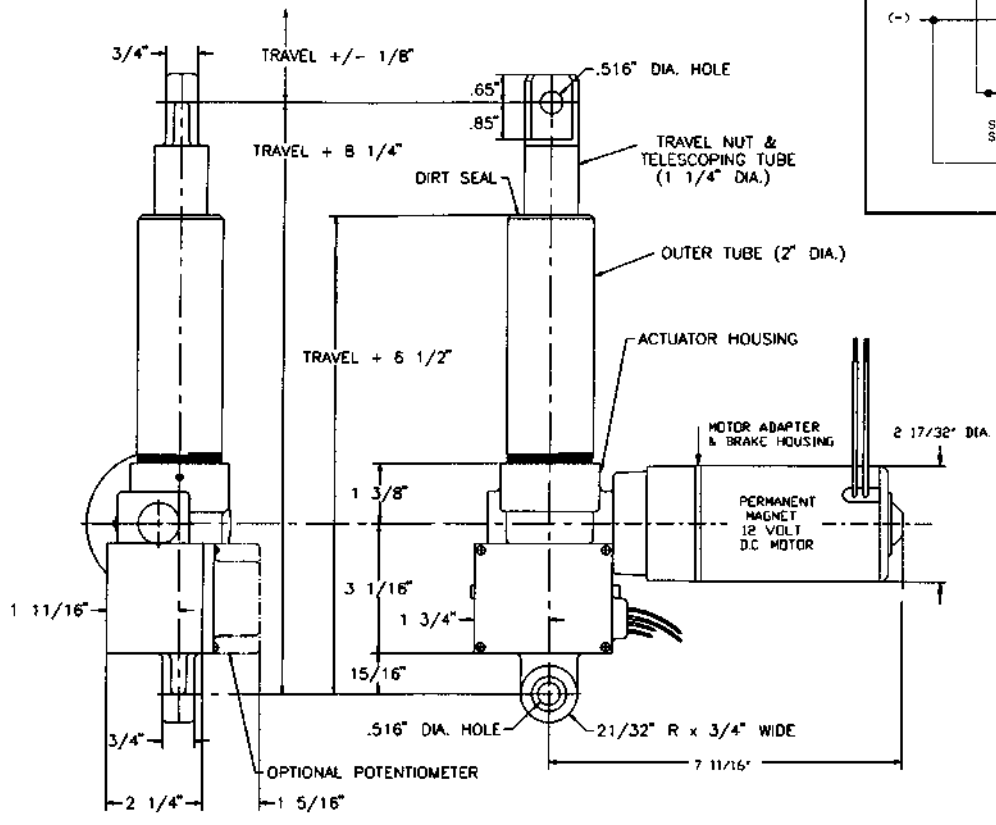 (-)
3/4"
TRAVEL +/- 1/8"
.516" DIA. HOLE
.65"
.85"
S
S
TRAVEL + 8 1/4"
TRAVEL NUT &
TELESCOPING TUBE
(1 1/4" DIA.)
DIRT SEAL
OUTER TUBE (2" DIA.)
TRAVEL + 6 1/2"
ACTUATOR HOUSING
MOTOR ADAPTER
& BRAKE HOUSING
2 17/32" DIA.
1 3/8"
PERMANENT
MAGNET
12 VOLT
D.C MOTOR
3 1/16"
1 11/16"
1 3/4"
15/16"
.516" DIA. HOLE
21/32" R x 3/4" WIDE
3/4"
7 11/16"
OPTIONAL POTENTIOMETER
2 1/4"
1 5/16"